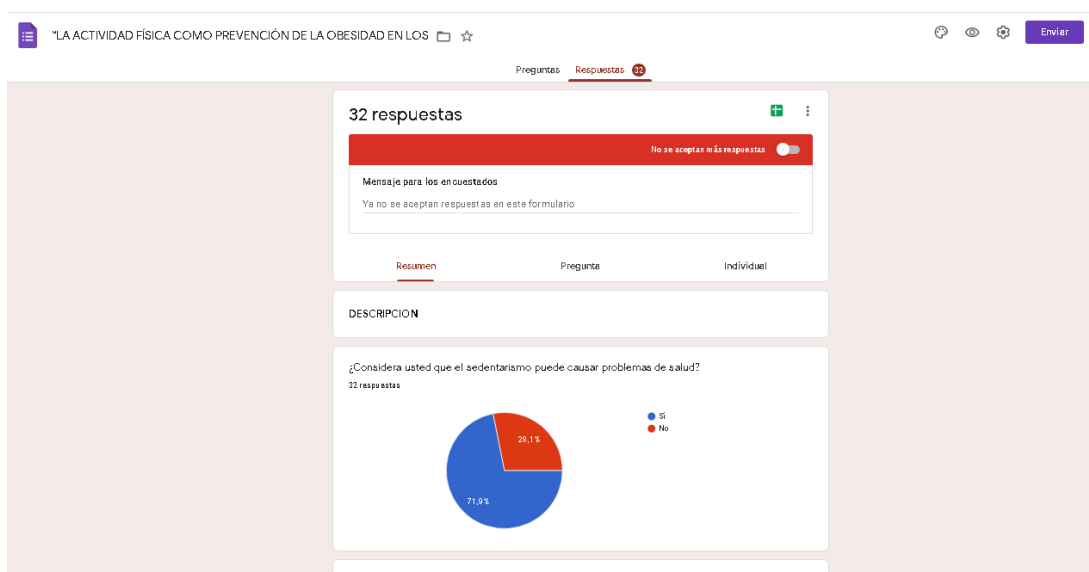 "LA ACTIVIDAD FÍSICA COMO PREVENCIÓN DE LA OBESIDAD EN LOS
Enviar
Preguntas Respuestas 32
32 respuestas
No se aceptan más respuestas
Mensaje para los encuestados
Ya no se aceptan respuestas en este formulario
Resumen Pregunta Individual
DESCRIPCION
¿Considera usted que el sedentarismo puede causar problemas de salud?
32 respuestas
Sí
No
28,1%
71,9%